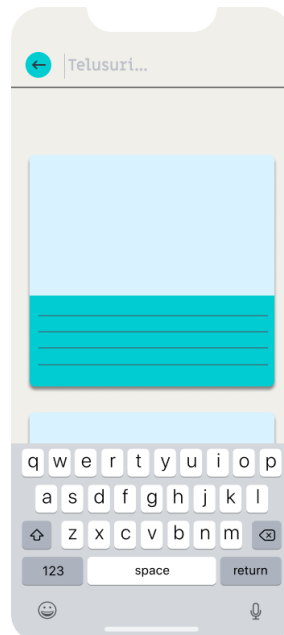 Telusuri...
q w e r t y u i o p
a s d f g h j k l
z x c v b n m
123 space return